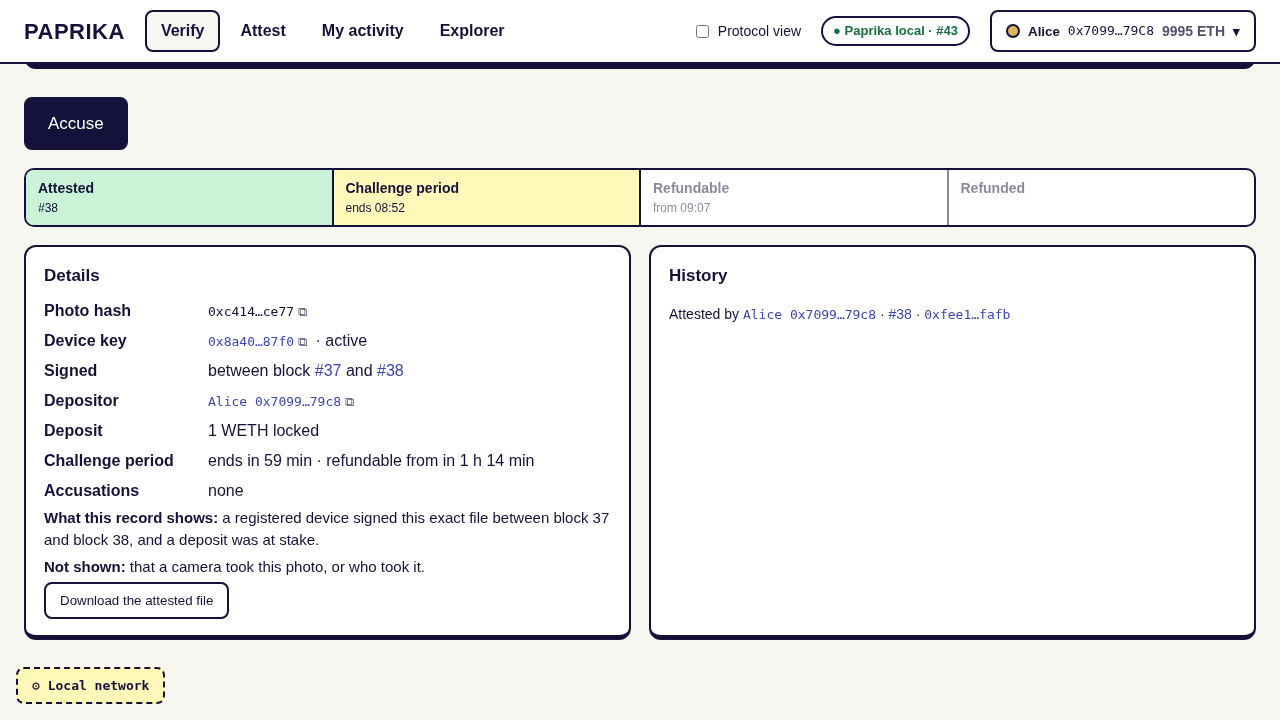 PAPRIKA
Verify
Attest
My activity
Explorer
Protocol view
● Paprika local · #43
Alice 0x7099…79C8 9995 ETH ▾
Accuse
Attested
#38
Challenge period
ends 08:52
Refundable
from 09:07
Refunded
Details
Photo hash 0xc414…ce77 ⧉
Device key 0x8a40…87f0 ⧉ · active
Signed between block #37 and #38
Depositor Alice 0x7099…79c8 ⧉
Deposit 1 WETH locked
Challenge period ends in 59 min · refundable from in 1 h 14 min
Accusations none
What this record shows: a registered device signed this exact file between block 37
and block 38, and a deposit was at stake.
Not shown: that a camera took this photo, or who took it.
Download the attested file
History
Attested by Alice 0x7099…79c8 · #38 · 0xfee1…fafb
⚙ Local network